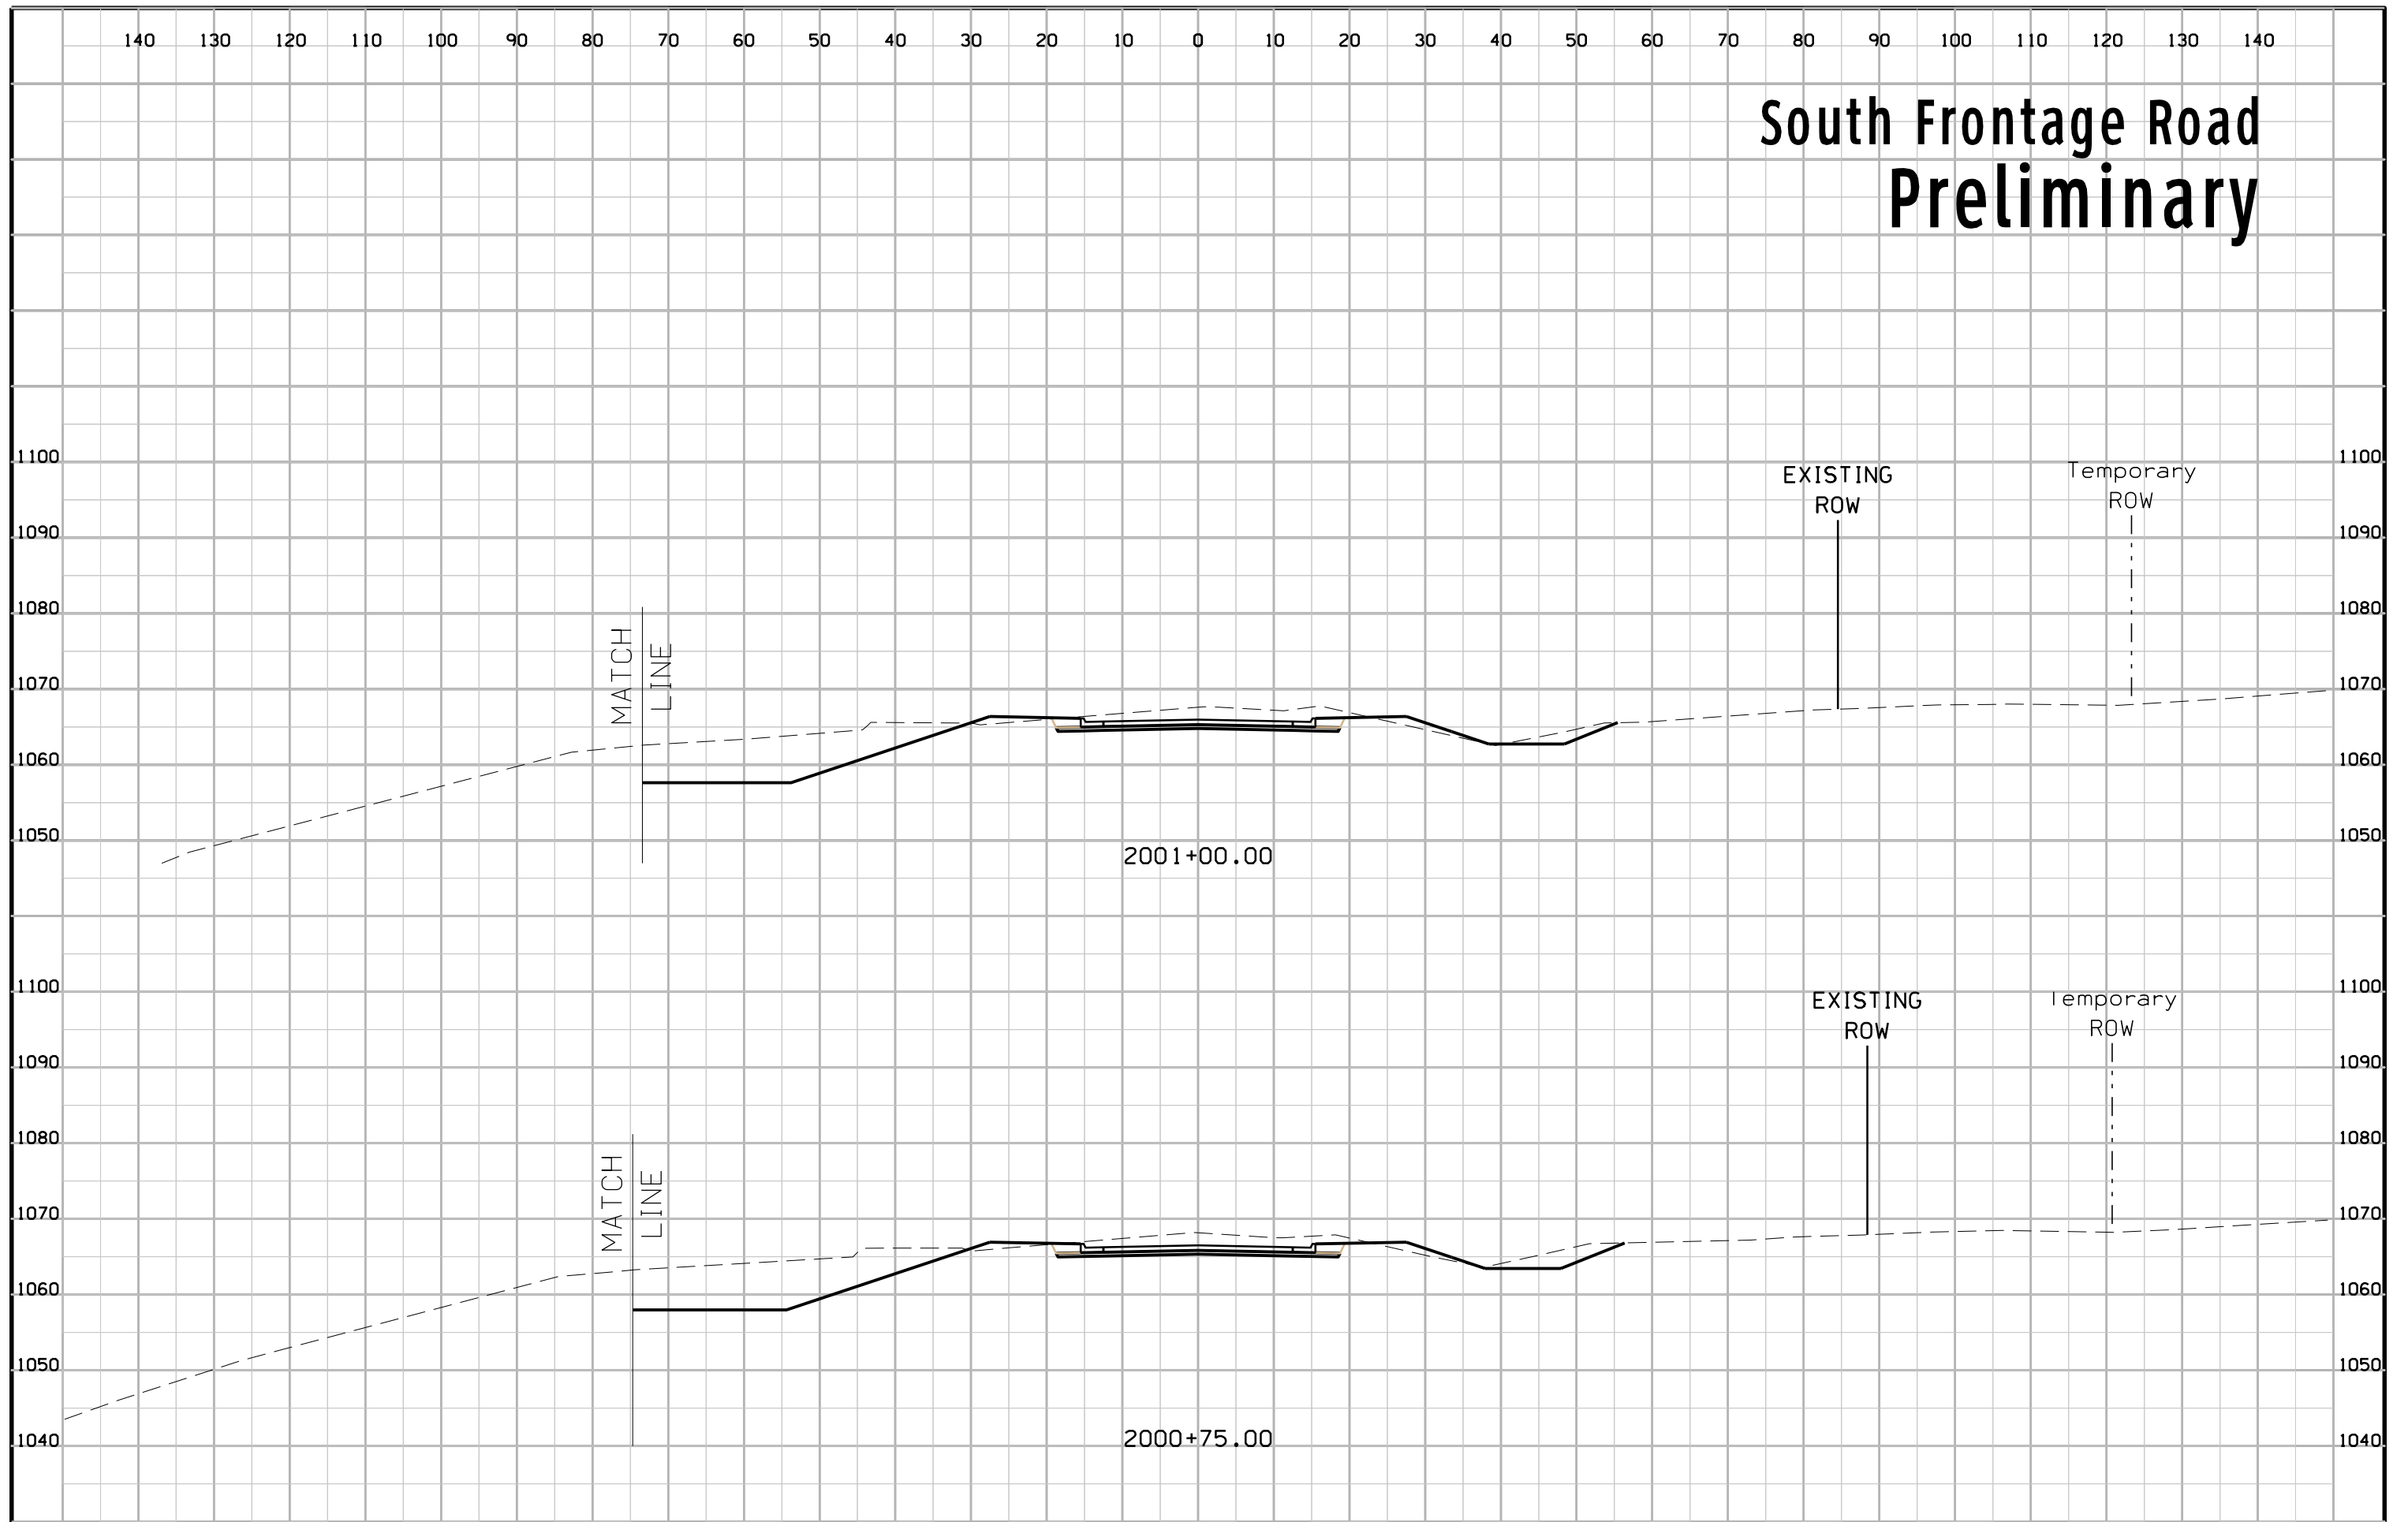 140 130 120 110 100 90 80 70 60 50 40 30 20 10 0 10 20 30 40 50 60 70 80 90 100 110 120 130 140
South Frontage Road
Preliminary
1100 1100
EXISTING
ROW
Temporary
ROW
1090 1090
1080 1080
MATCH
LINE
1070 1070
1060 1060
1050 1050
2001+00.00
1100 1100
EXISTING
ROW
Temporary
ROW
1090 1090
1080 1080
MATCH
LINE
1070 1070
1060 1060
1050 1050
1040 1040
2000+75.00